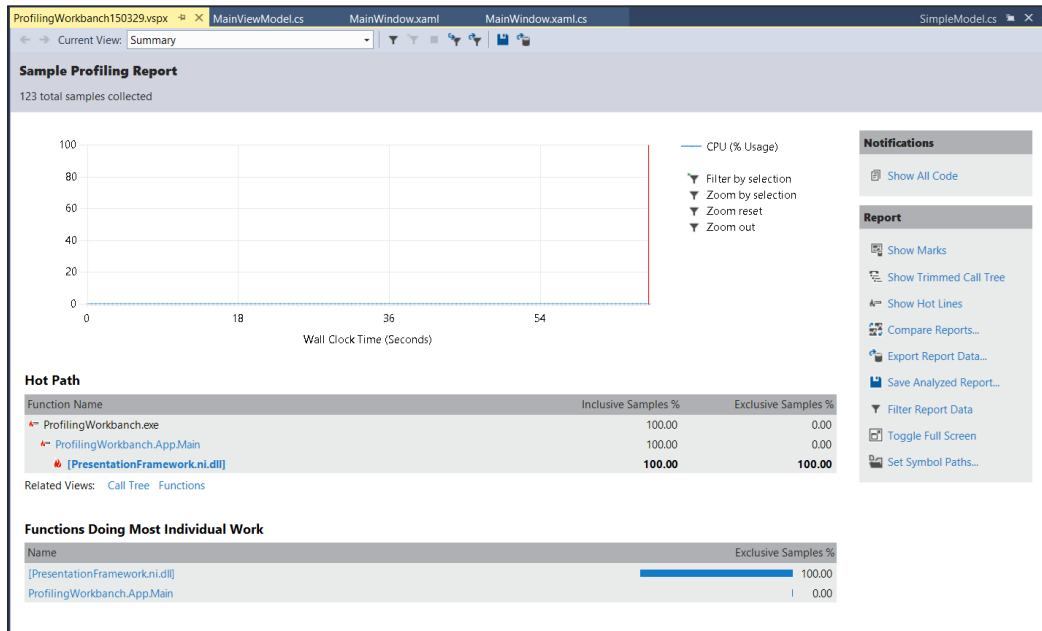 ProfilingWorkbanch150329.vspx MainViewModel.cs MainWindow.xaml MainWindow.xaml.cs SimpleModel.cs
Current View: Summary
Sample Profiling Report
123 total samples collected
100
80
60
40
20
0
0 18 36 54
Wall Clock Time (Seconds)
CPU (% Usage)
Filter by selection
Zoom by selection
Zoom reset
Zoom out
Notifications
Show All Code
Report
Show Marks
Show Trimmed Call Tree
Show Hot Lines
Compare Reports...
Export Report Data...
Save Analyzed Report...
Filter Report Data
Toggle Full Screen
Set Symbol Paths...
Hot Path
Function Name Inclusive Samples % Exclusive Samples %
ProfilingWorkbanch.exe 100.00 0.00
ProfilingWorkbanch.App.Main 100.00 0.00
[PresentationFramework.ni.dll] 100.00 100.00
Related Views: Call Tree Functions
Functions Doing Most Individual Work
Name Exclusive Samples %
[PresentationFramework.ni.dll] 100.00
ProfilingWorkbanch.App.Main 0.00